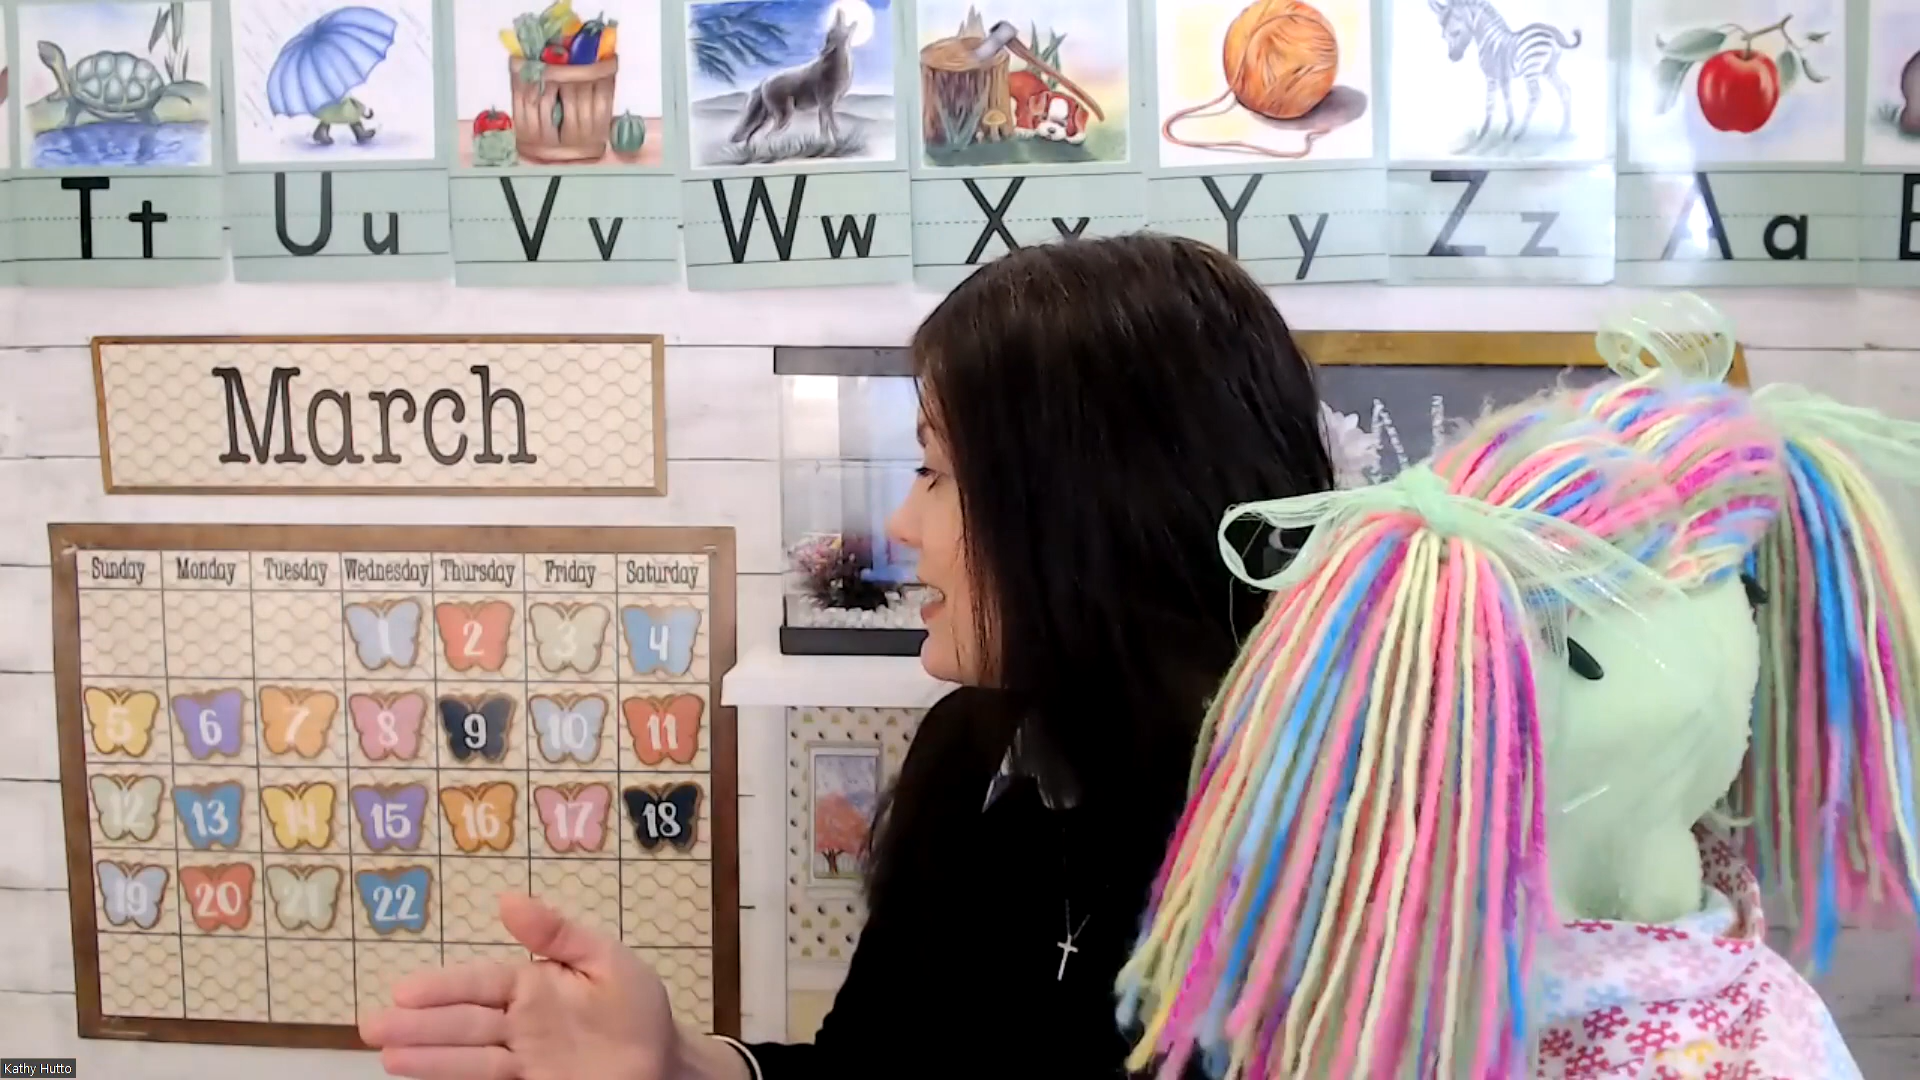 Tt Uu Vv Ww Xx Yy Zz Aa
March
Sunday Monday Tuesday Wednesday Thursday Friday Saturday
1 2 3 4
5 6 7 8 9 10 11
12 13 14 15 16 17 18
19 20 21 22
Kathy Hutto